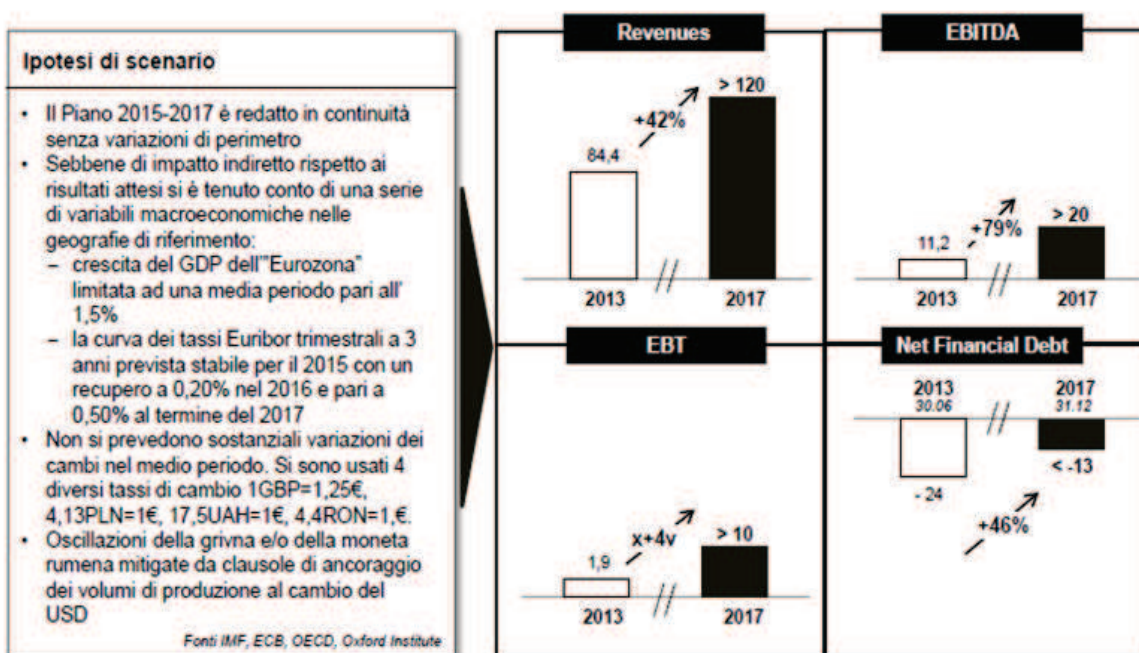 Ipotesi di scenario
• Il Piano 2015-2017 è redatto in continuità
senza variazioni di perimetro
• Sebbene di impatto indiretto rispetto ai
risultati attesi si è tenuto conto di una serie
di variabili macroeconomiche nelle
geografie di riferimento:
– crescita del GDP dell'"Eurozona"
limitata ad una media periodo pari all'
1,5%
– la curva dei tassi Euribor trimestrali a 3
anni prevista stabile per il 2015 con un
recupero a 0,20% nel 2016 e pari a
0,50% al termine del 2017
• Non si prevedono sostanziali variazioni dei
cambi nel medio periodo. Si sono usati 4
diversi tassi di cambio 1GBP=1,25€,
4,13PLN=1€, 17,5UAH=1€, 4,4RON=1,€.
• Oscillazioni della grivna e/o della moneta
rumena mitigate da clausole di ancoraggio
dei volumi di produzione al cambio del
USD
Fonti IMF, ECB, OECD, Oxford Institute
Revenues
> 120
+42%
84,4
2013 // 2017
EBITDA
> 20
+79%
11,2
2013 // 2017
EBT
> 10
x+4v
1,9
2013 // 2017
Net Financial Debt
2013 2017
30.06 // 31.12
< -13
- 24
+46%